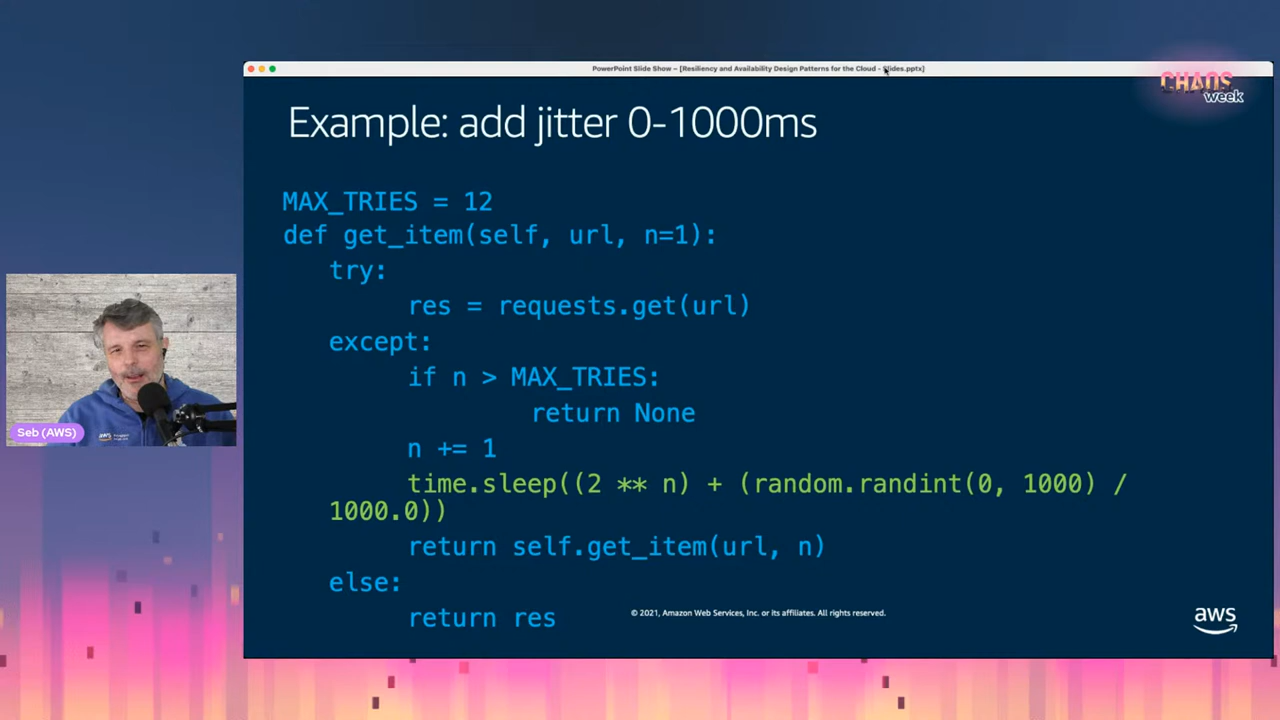 PowerPoint Slide Show – [Resiliency and Availability Design Patterns for the Cloud - Slides.pptx]
CHAOS
week
Example: add jitter 0-1000ms
MAX_TRIES = 12
def get_item(self, url, n=1):
try:
res = requests.get(url)
except:
if n > MAX_TRIES:
return None
n += 1
time.sleep((2 ** n) + (random.randint(0, 1000) /
1000.0))
return self.get_item(url, n)
else:
return res
© 2021, Amazon Web Services, Inc. or its affiliates. All rights reserved.
aws
aws
Seb (AWS)